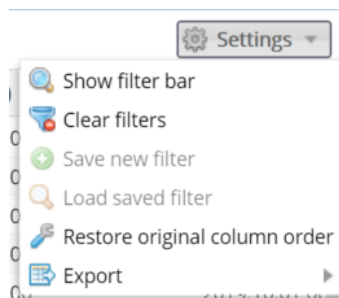 Settings
Show filter bar
Clear filters
Save new filter
Load saved filter
Restore original column order
Export